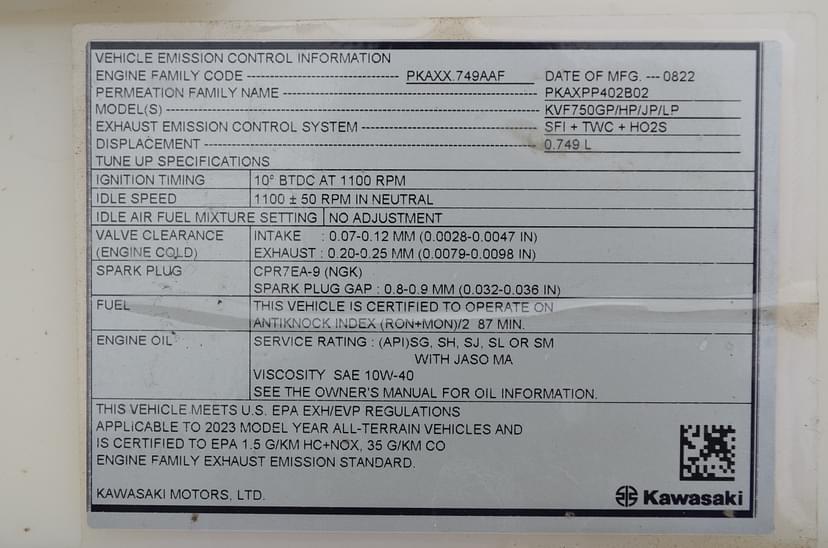 VEHICLE EMISSION CONTROL INFORMATION
ENGINE FAMILY CODE ---------------------------------- PKAXX.749AAF DATE OF MFG. --- 0822
PERMEATION FAMILY NAME ---------------------------------------------------------- PKAXPP402B02
MODEL(S) ----------------------------------------------------------------------------------- KVF750GP/HP/JP/LP
EXHAUST EMISSION CONTROL SYSTEM --------------------------------------- SFI + TWC + HO2S
DISPLACEMENT --------------------------------------------------------------------------- 0.749 L
TUNE UP SPECIFICATIONS
IGNITION TIMING 10° BTDC AT 1100 RPM
IDLE SPEED 1100 ± 50 RPM IN NEUTRAL
IDLE AIR FUEL MIXTURE SETTING NO ADJUSTMENT
VALVE CLEARANCE INTAKE : 0.07-0.12 MM (0.0028-0.0047 IN)
(ENGINE COLD) EXHAUST : 0.20-0.25 MM (0.0079-0.0098 IN)
SPARK PLUG CPR7EA-9 (NGK)
SPARK PLUG GAP : 0.8-0.9 MM (0.032-0.036 IN)
FUEL THIS VEHICLE IS CERTIFIED TO OPERATE ON
ANTIKNOCK INDEX (RON+MON)/2 87 MIN.
ENGINE OIL SERVICE RATING : (API)SG, SH, SJ, SL OR SM
WITH JASO MA
VISCOSITY SAE 10W-40
SEE THE OWNER'S MANUAL FOR OIL INFORMATION.
THIS VEHICLE MEETS U.S. EPA EXH/EVP REGULATIONS
APPLICABLE TO 2023 MODEL YEAR ALL-TERRAIN VEHICLES AND
IS CERTIFIED TO EPA 1.5 G/KM HC+NOX, 35 G/KM CO
ENGINE FAMILY EXHAUST EMISSION STANDARD.
KAWASAKI MOTORS, LTD. Kawasaki